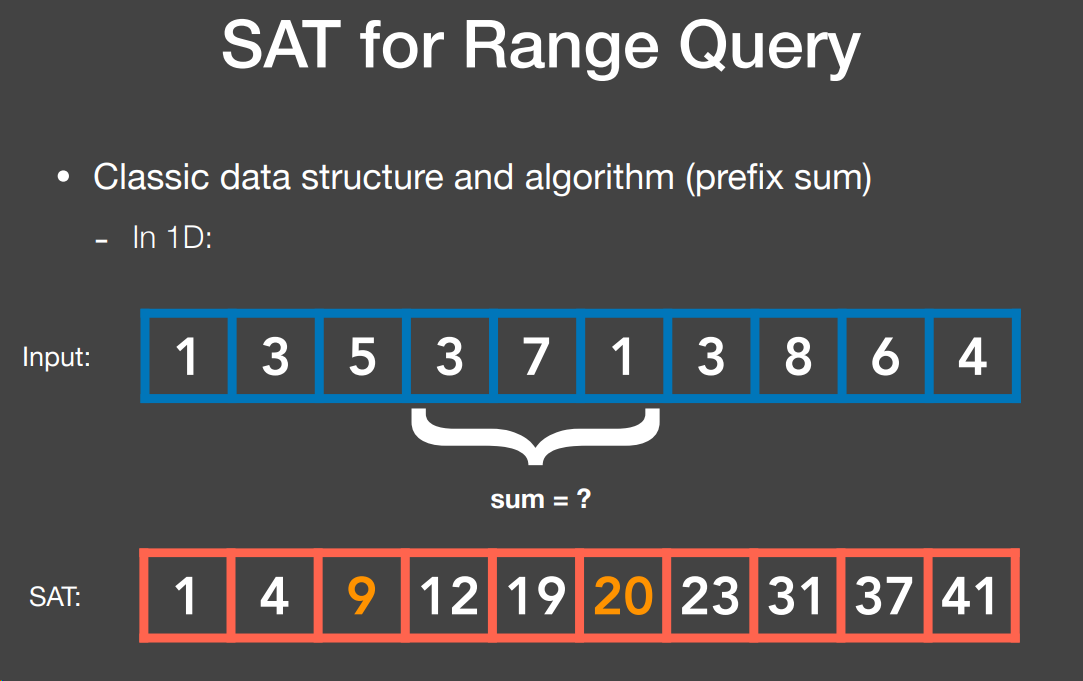 SAT for Range Query
• Classic data structure and algorithm (prefix sum)
- In 1D:
Input: 1 3 5 3 7 1 3 8 6 4
sum = ?
SAT: 1 4 9 12 19 20 23 31 37 41